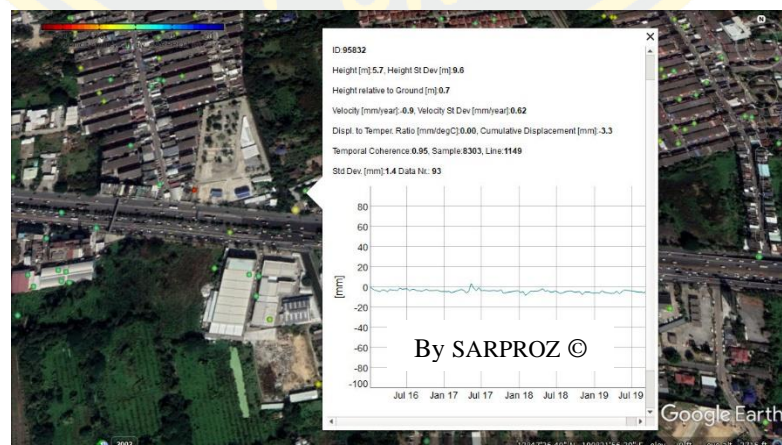 N
ID:95832
Height [m]:5.7, Height St Dev [m]:9.6
Height relative to Ground [m]:0.7
Velocity [mm/year]:-0.9, Velocity St Dev [mm/year]:0.62
Displ. to Temper. Ratio [mm/degC]:0.00, Cumulative Displacement [mm]:-3.3
Temporal Coherence:0.95, Sample:8303, Line:1149
Std Dev. [mm]:1.4 Data Nr.: 93
80
60
40
20
0
-20
-40
-60
-80
-100
[mm]
By SARPROZ ©
Jul 16 Jan 17 Jul 17 Jan 18 Jul 18 Jan 19 Jul 19
Google Earth
2003